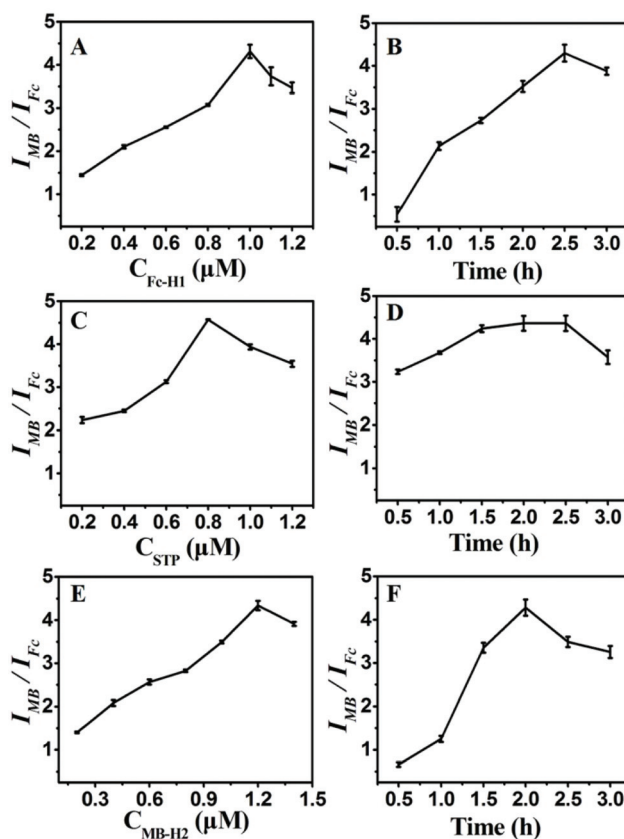 A
I_MB / I_Fc
5
4
3
2
1
0.2 0.4 0.6 0.8 1.0 1.2
C_Fc-H1 (µM)
B
I_MB / I_Fc
5
4
3
2
1
0.5 1.0 1.5 2.0 2.5 3.0
Time (h)
C
I_MB / I_Fc
5
4
3
2
1
0.2 0.4 0.6 0.8 1.0 1.2
C_STP (µM)
D
I_MB / I_Fc
5
4
3
2
1
0.5 1.0 1.5 2.0 2.5 3.0
Time (h)
E
I_MB / I_Fc
5
4
3
2
1
0.3 0.6 0.9 1.2 1.5
C_MB-H2 (µM)
F
I_MB / I_Fc
5
4
3
2
1
0.5 1.0 1.5 2.0 2.5 3.0
Time (h)